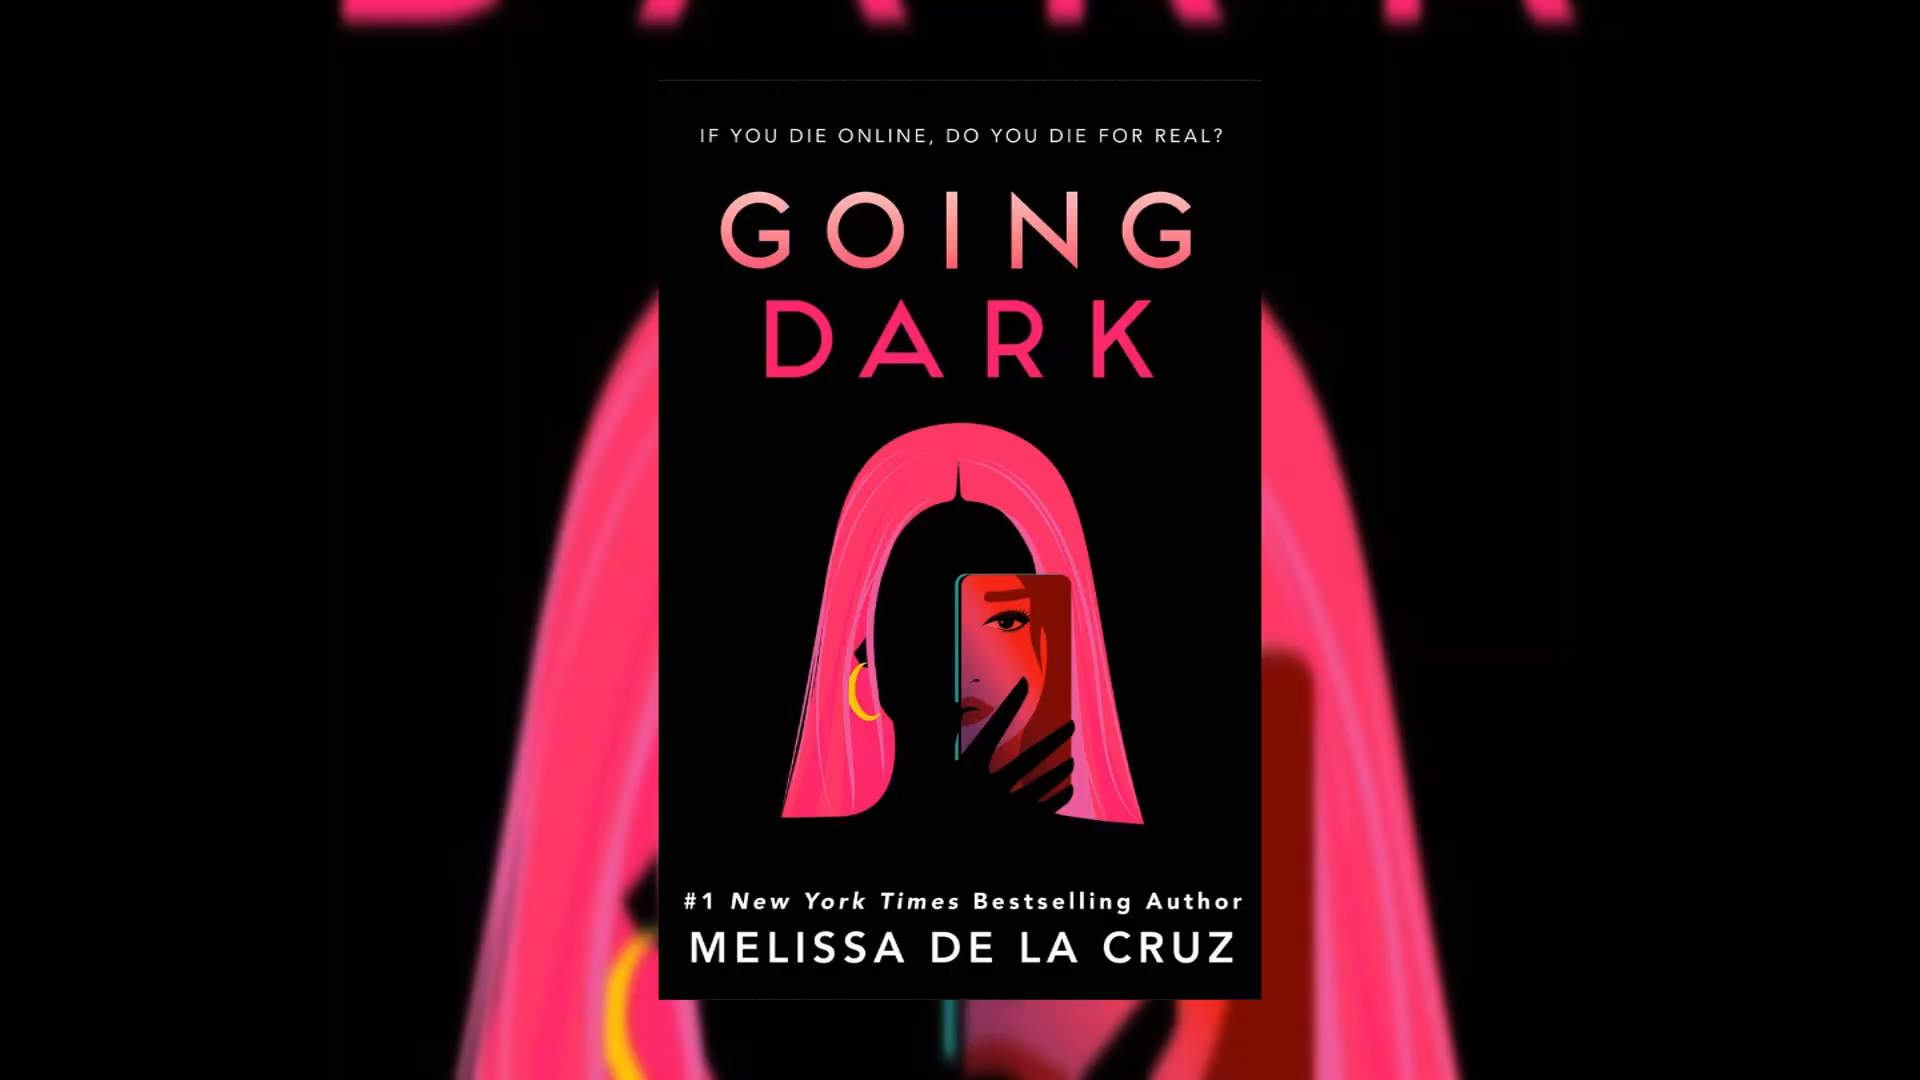 IF YOU DIE ONLINE, DO YOU DIE FOR REAL?
GOING
DARK
#1 New York Times Bestselling Author
MELISSA DE LA CRUZ